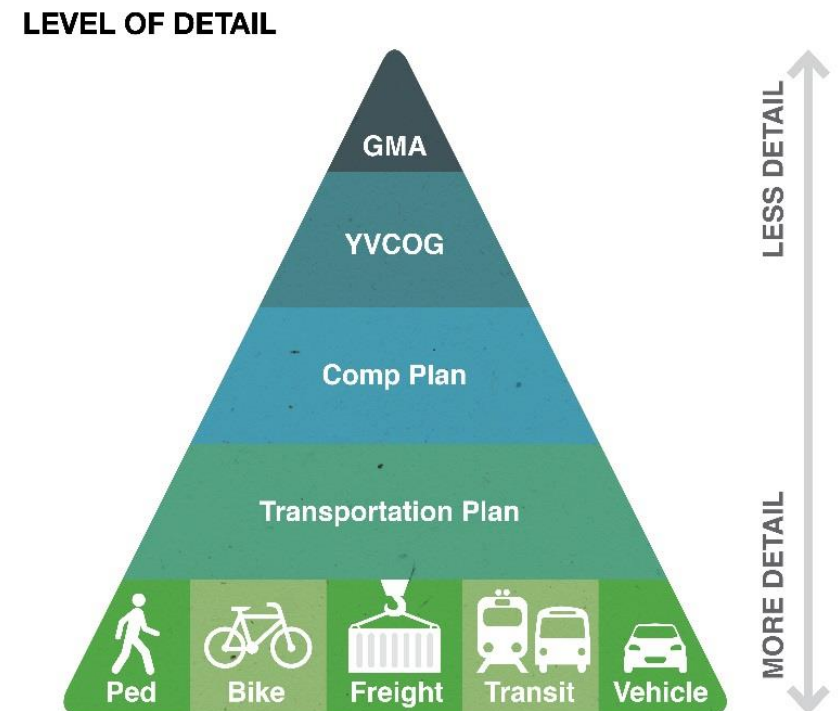 LEVEL OF DETAIL
GMA
YVCOG
Comp Plan
Transportation Plan
Ped
Bike
Freight
Transit
Vehicle
LESS DETAIL
MORE DETAIL